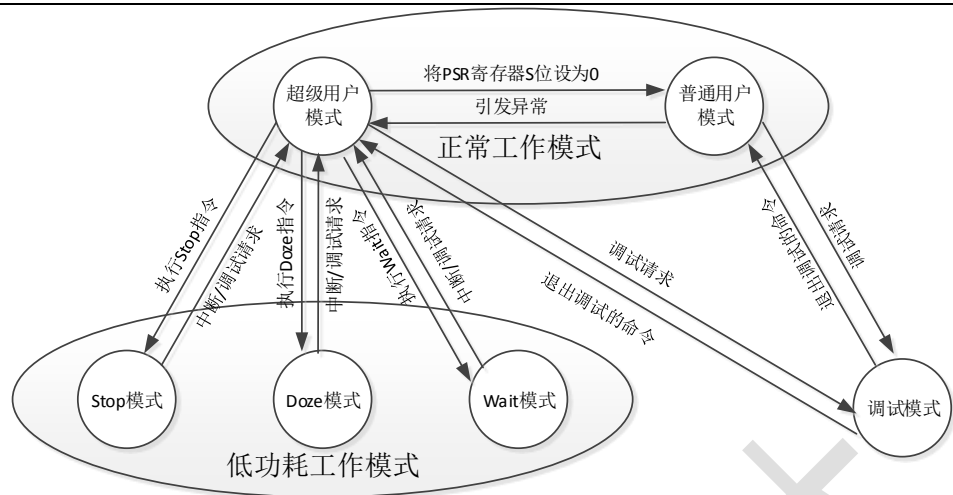 将PSR寄存器S位设为0
超级用户
模式
普通用户
模式
引发异常
正常工作模式
执行Stop指令
中断/调试请求
执行Doze指令
中断/调试请求
执行Wait指令
中断/调试请求
调试请求
退出调试的命令
退出调试的命令
调试请求
Stop模式
Doze模式
Wait模式
调试模式
低功耗工作模式